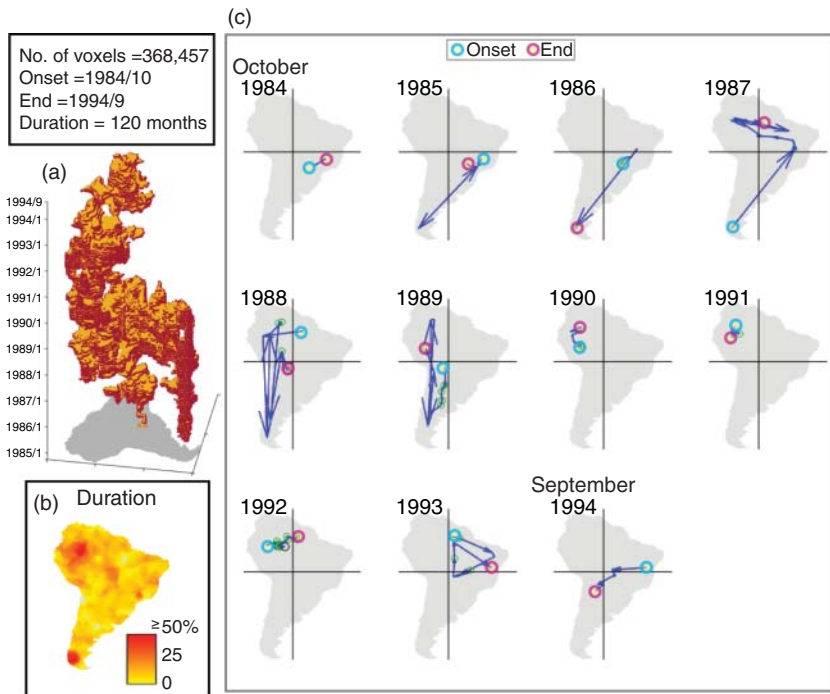 (c)
No. of voxels =368,457
Onset =1984/10
End =1994/9
Duration = 120 months
(a)
1994/9
1994/1
1993/1
1992/1
1991/1
1990/1
1989/1
1988/1
1987/1
1986/1
1985/1
(b) Duration
≥50%
25
0
Onset End
October
1984
1985
1986
1987
1988
1989
1990
1991
September
1992
1993
1994